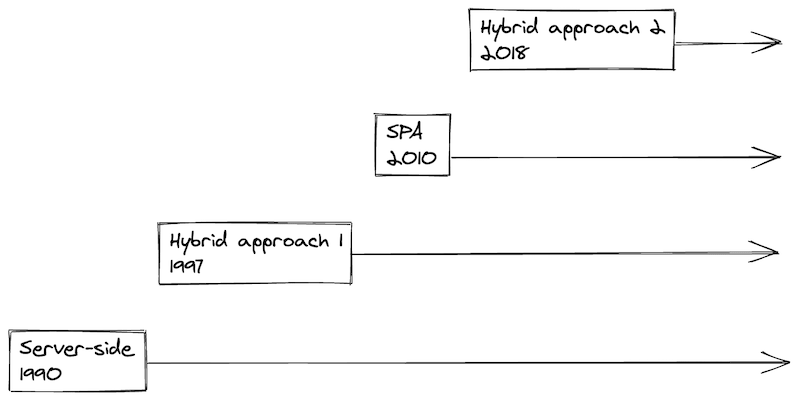 Hybrid approach 2
2018
SPA
2010
Hybrid approach 1
1997
Server-side
1990